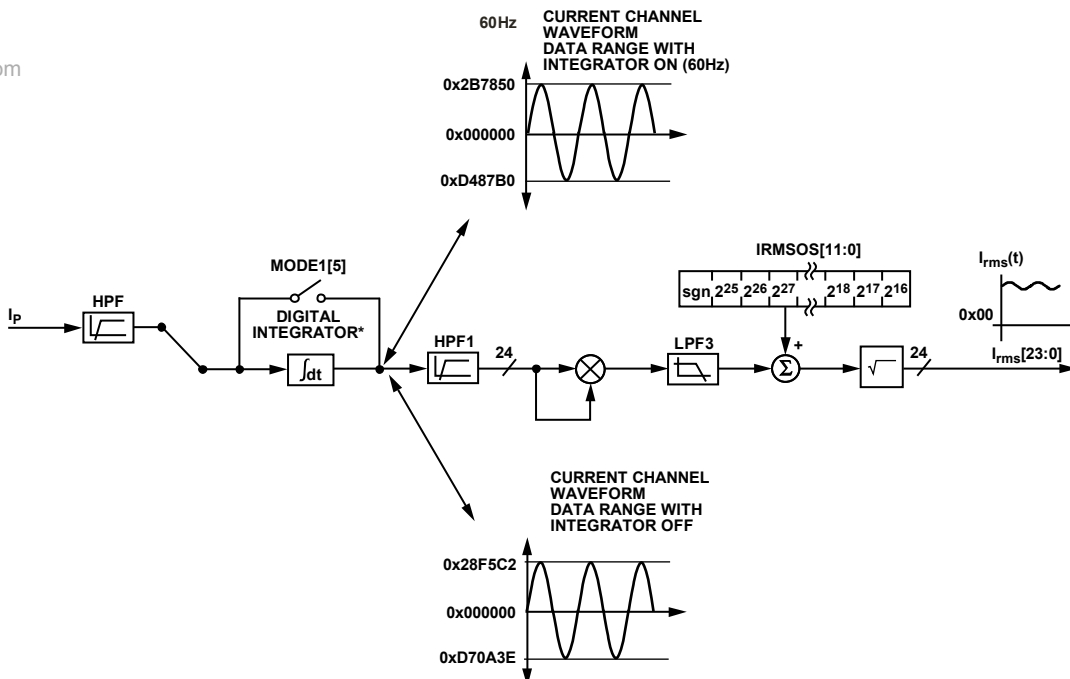 60Hz
CURRENT CHANNEL
WAVEFORM
DATA RANGE WITH
INTEGRATOR ON (60Hz)
om
0x2B7850
0x000000
0xD487B0
IRMSOS[11:0]
sgn 2^25 2^26 2^27 2^18 2^17 2^16
I_rms(t)
0x00
MODE1[5]
HPF
I_P
DIGITAL
INTEGRATOR*
∫dt
HPF1
24
LPF3
+
Σ
√
24
I_rms[23:0]
CURRENT CHANNEL
WAVEFORM
DATA RANGE WITH
INTEGRATOR OFF
0x28F5C2
0x000000
0xD70A3E